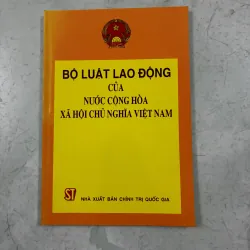 BỘ LUẬT LAO ĐỘNG
CỦA
NƯỚC CỘNG HÒA
XÃ HỘI CHỦ NGHĨA VIỆT NAM
ST NHÀ XUẤT BẢN CHÍNH TRỊ QUỐC GIA